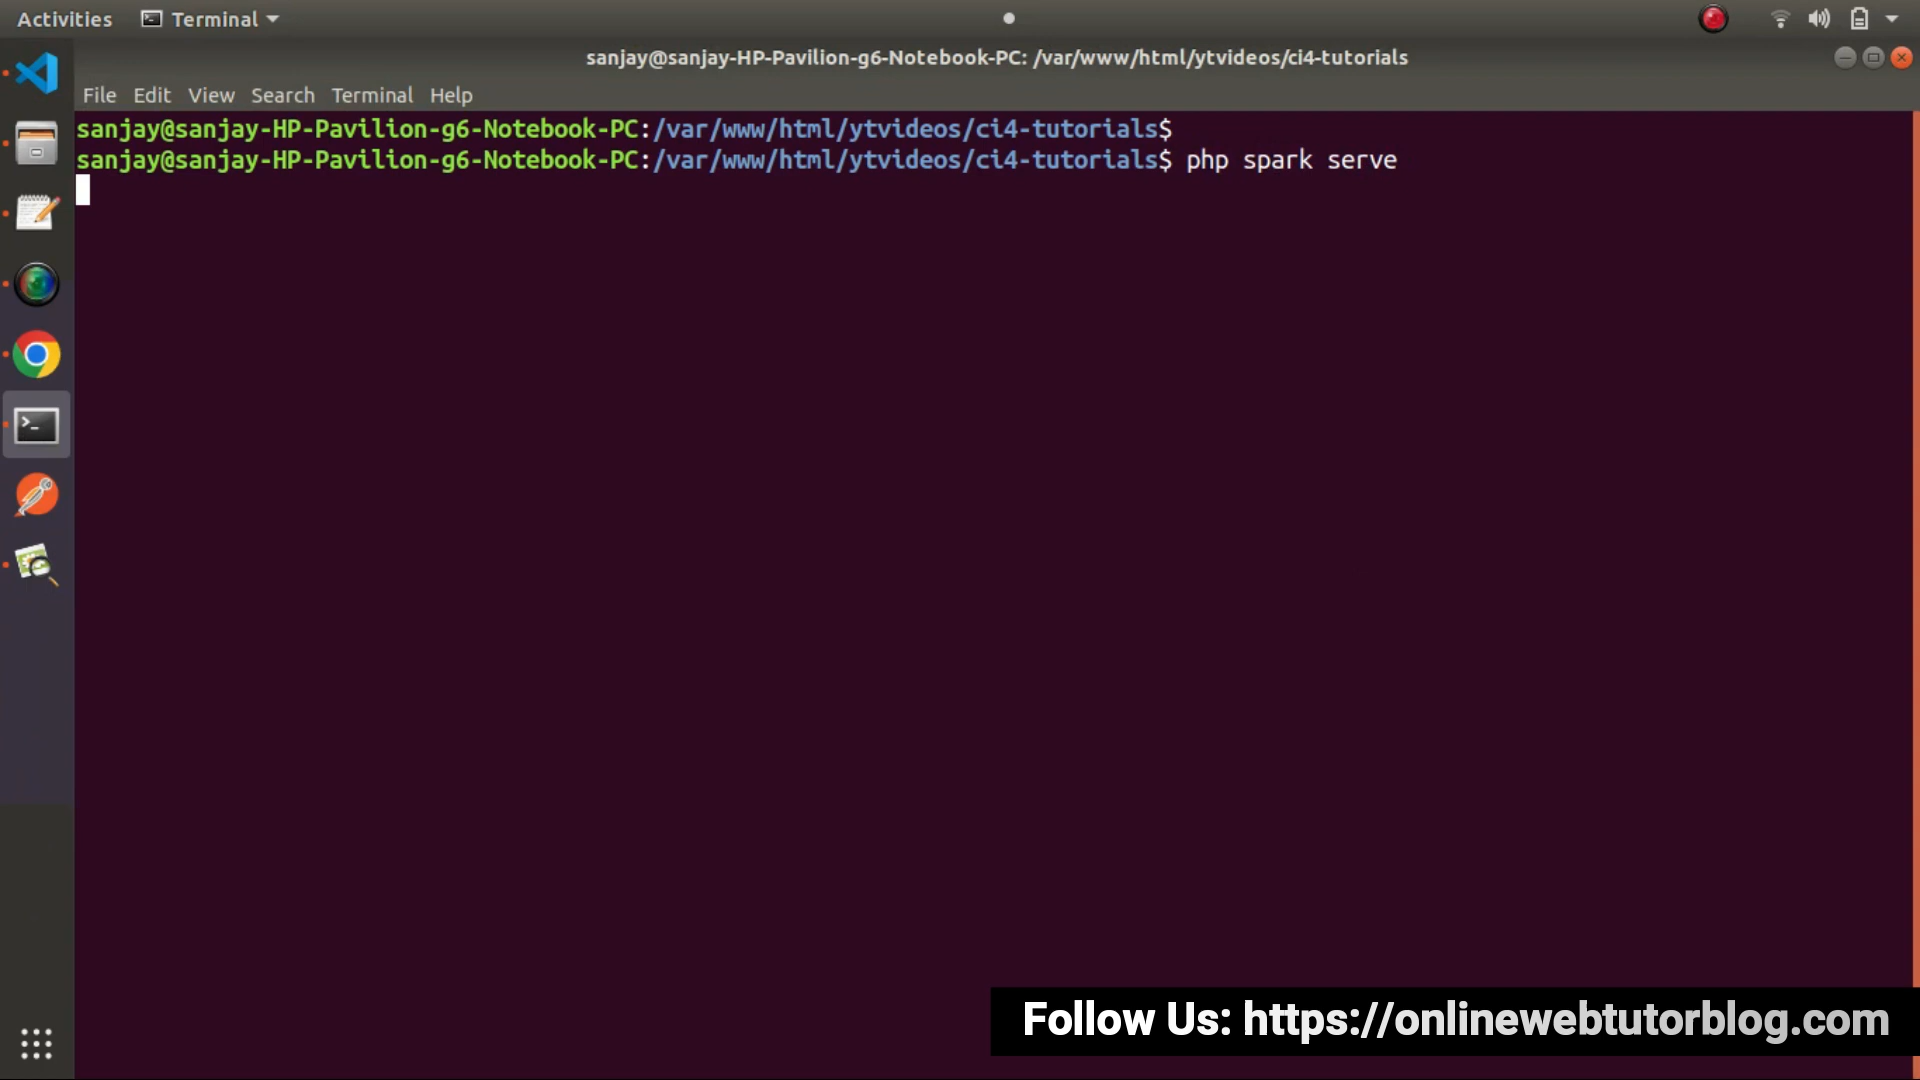 Activities Terminal
sanjay@sanjay-HP-Pavilion-g6-Notebook-PC: /var/www/html/ytvideos/ci4-tutorials
File Edit View Search Terminal Help
sanjay@sanjay-HP-Pavilion-g6-Notebook-PC:/var/www/html/ytvideos/ci4-tutorials$
sanjay@sanjay-HP-Pavilion-g6-Notebook-PC:/var/www/html/ytvideos/ci4-tutorials$ php spark serve
Follow Us: https://onlinewebtutorblog.com